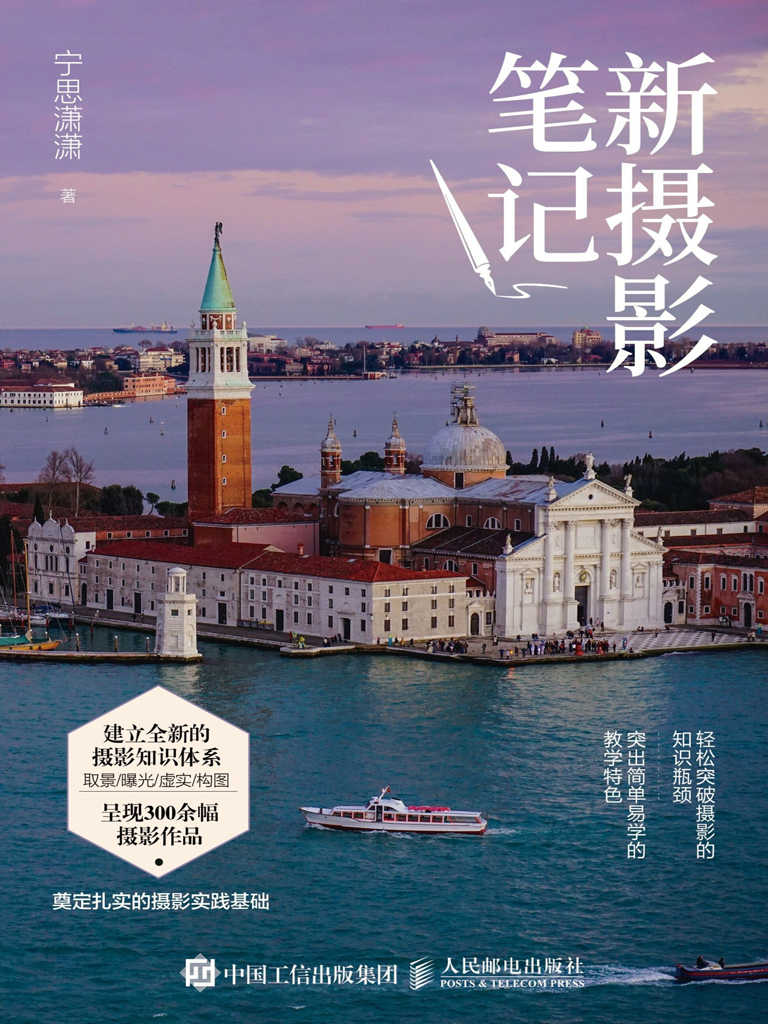 新摄影
笔记
宁思潇潇
著
建立全新的
摄影知识体系
取景/曝光/虚实/构图
呈现300余幅
摄影作品
奠定扎实的摄影实践基础
轻松突破摄影的
知识瓶颈
突出简单易学的
教学特色
中国工信出版集团
人民邮电出版社
POSTS & TELECOM PRESS